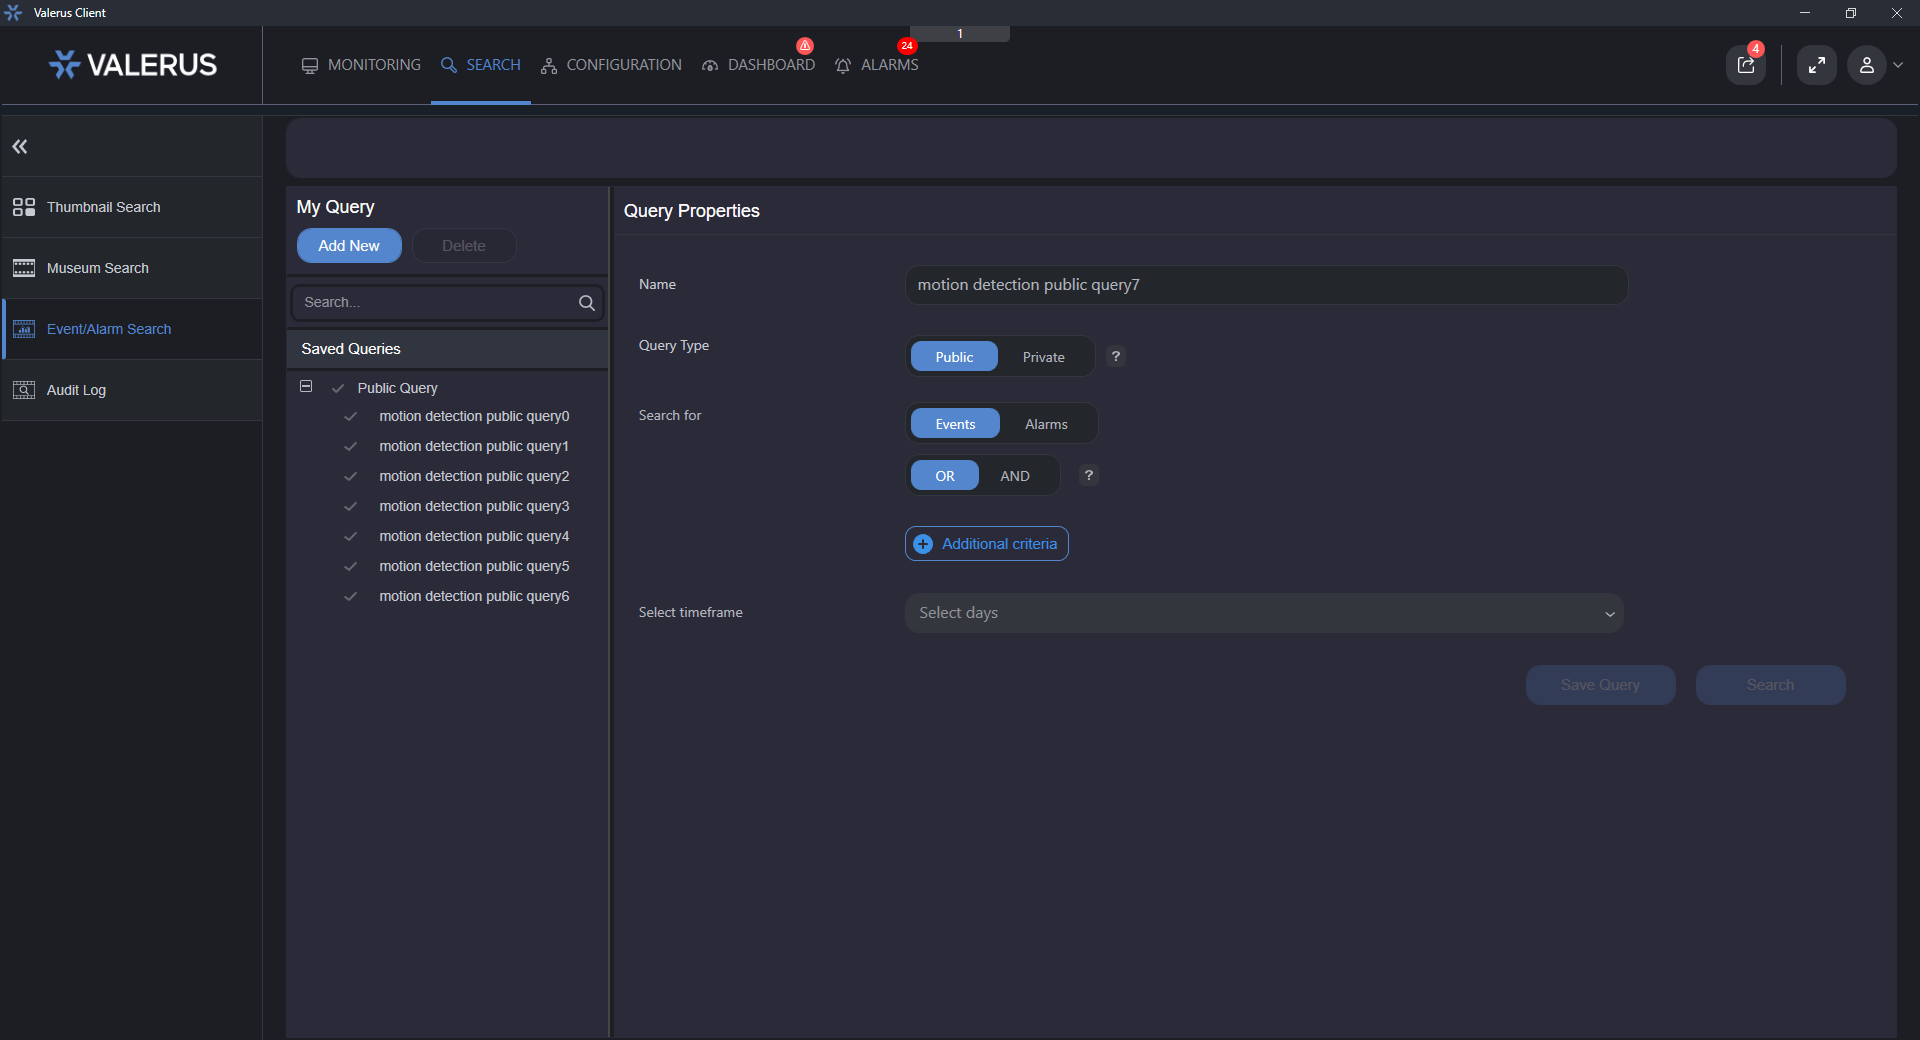 Valerus Client
1
VALERUS
MONITORING
SEARCH
CONFIGURATION
DASHBOARD
24
ALARMS
4
Thumbnail Search
Museum Search
Event/Alarm Search
Audit Log
My Query
Add New
Delete
Search...
Saved Queries
Public Query
motion detection public query0
motion detection public query1
motion detection public query2
motion detection public query3
motion detection public query4
motion detection public query5
motion detection public query6
Query Properties
Name
motion detection public query7
Query Type
Public
Private
?
Search for
Events
Alarms
OR
AND
?
Additional criteria
Select timeframe
Select days
Save Query
Search